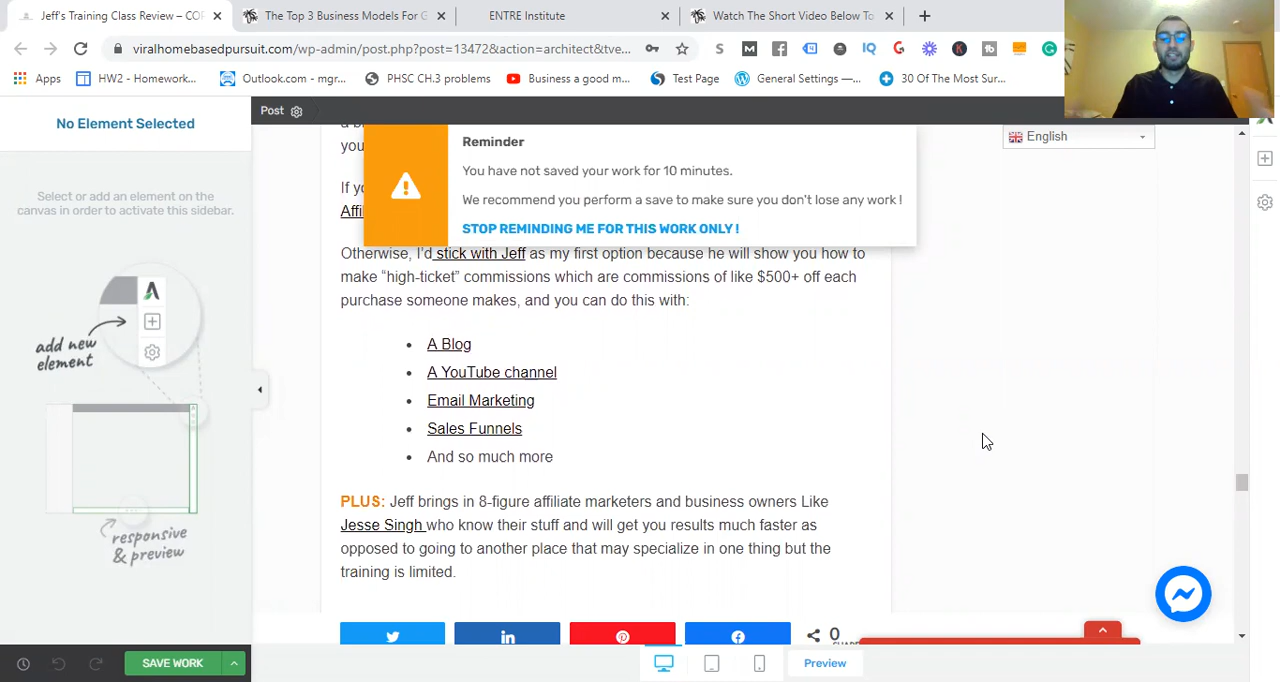 Jeff's Training Class Review – COP
The Top 3 Business Models For G
ENTRE Institute
Watch The Short Video Below To
viralhomebasedpursuit.com/wp-admin/post.php?post=13472&action=architect&tve...
Apps
HW2 - Homework...
Outlook.com - mgr...
PHSC CH.3 problems
Business a good m...
Test Page
General Settings —...
30 Of The Most Sur...
No Element Selected
Post
Select or add an element on the
canvas in order to activate this sidebar.
add new
element
responsive
& preview
English
you
Reminder
You have not saved your work for 10 minutes.
We recommend you perform a save to make sure you don't lose any work !
STOP REMINDING ME FOR THIS WORK ONLY !
If yo
Affil
Otherwise, I'd stick with Jeff as my first option because he will show you how to
make "high-ticket" commissions which are commissions of like $500+ off each
purchase someone makes, and you can do this with:
• A Blog
• A YouTube channel
• Email Marketing
• Sales Funnels
• And so much more
PLUS: Jeff brings in 8-figure affiliate marketers and business owners Like
Jesse Singh who know their stuff and will get you results much faster as
opposed to going to another place that may specialize in one thing but the
training is limited.
0
SHARES
SAVE WORK
Preview